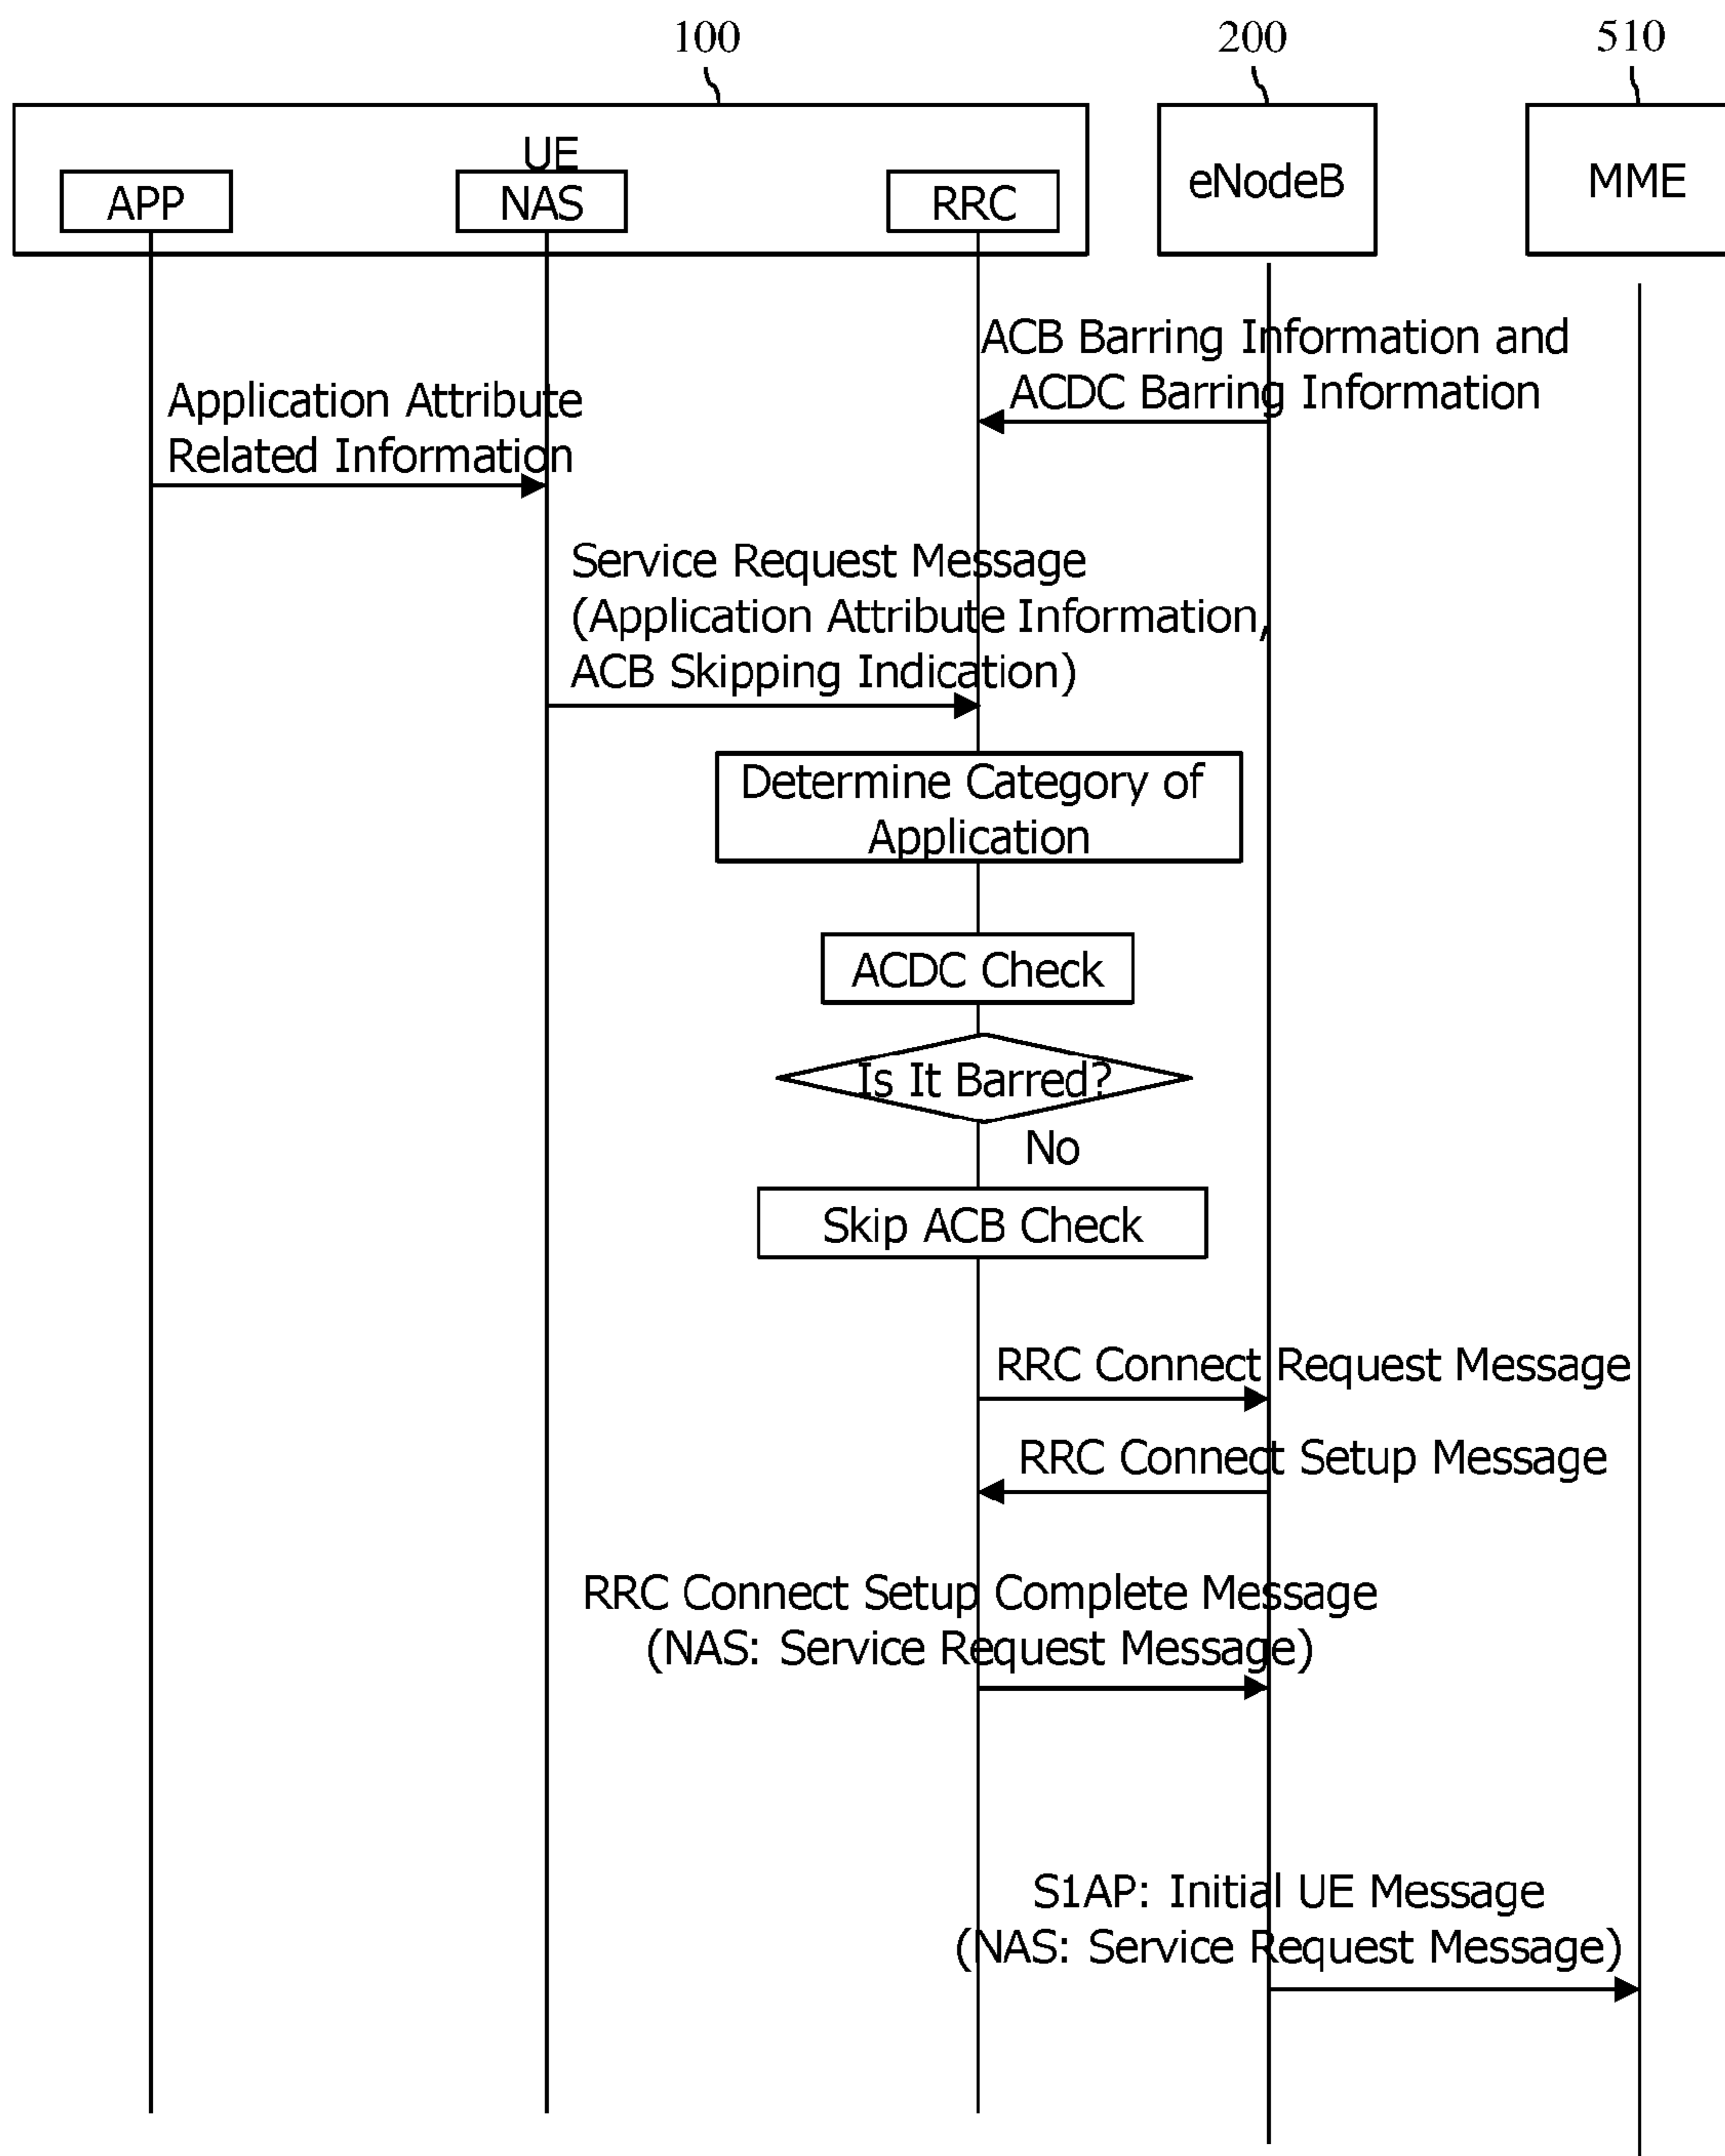 100
200
510
UE
APP
NAS
RRC
eNodeB
MME
ACB Barring Information and
ACDC Barring Information
Application Attribute
Related Information
Service Request Message
(Application Attribute Information,
ACB Skipping Indication)
Determine Category of
Application
ACDC Check
Is It Barred?
No
Skip ACB Check
RRC Connect Request Message
RRC Connect Setup Message
RRC Connect Setup Complete Message
(NAS: Service Request Message)
S1AP: Initial UE Message
(NAS: Service Request Message)